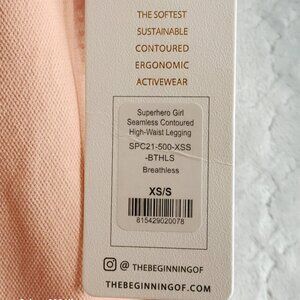 THE SOFTEST
SUSTAINABLE
CONTOURED
ERGONOMIC
ACTIVEWEAR
Superhero Girl
Seamless Contoured
High-Waist Legging
SPC21-500-XSS
-BTHLS
Breathless
XS/S
815429020078
@ THEBEGINNINGOF
THEBEGINNINGOF.COM